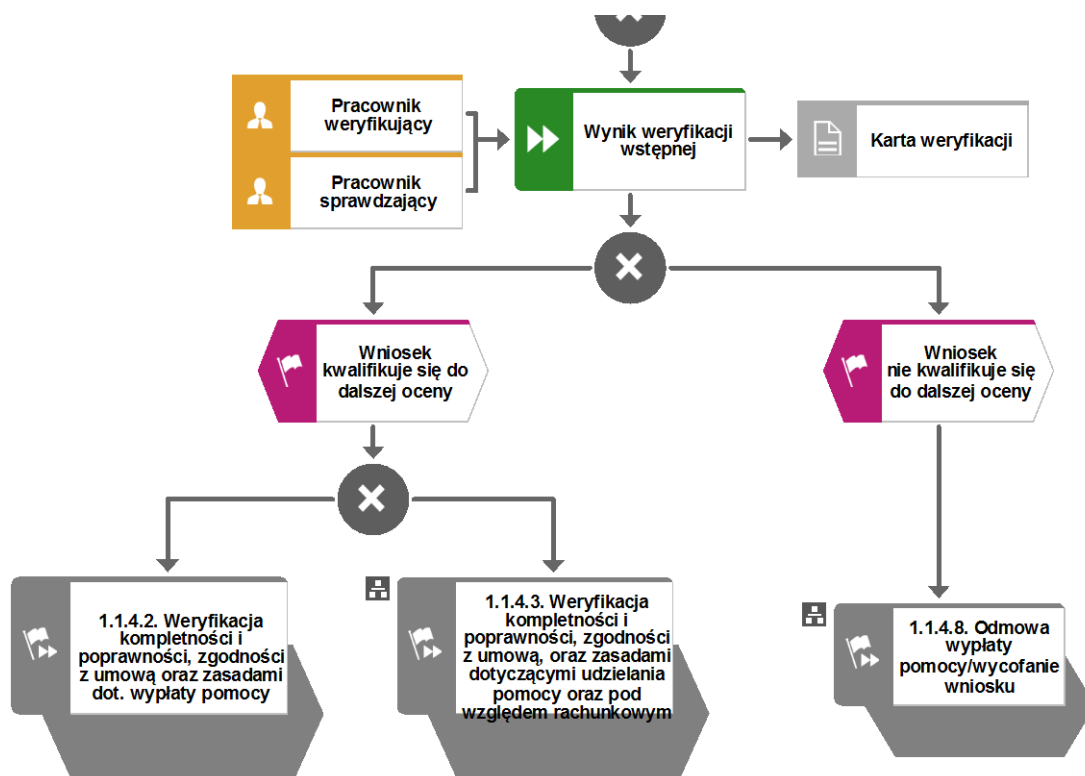 Pracownik
weryfikujący
Pracownik
sprawdzający
Wynik weryfikacji
wstępnej
Karta weryfikacji
Wniosek
kwalifikuje się do
dalszej oceny
Wniosek
nie kwalifikuje się
do dalszej oceny
1.1.4.2. Weryfikacja
kompletności i
poprawności, zgodności
z umową oraz zasadami
dot. wypłaty pomocy
1.1.4.3. Weryfikacja
kompletności i
poprawności, zgodności
z umową, oraz zasadami
dotyczącymi udzielania
pomocy oraz pod
względem rachunkowym
1.1.4.8. Odmowa
wypłaty
pomocy/wycofanie
wniosku